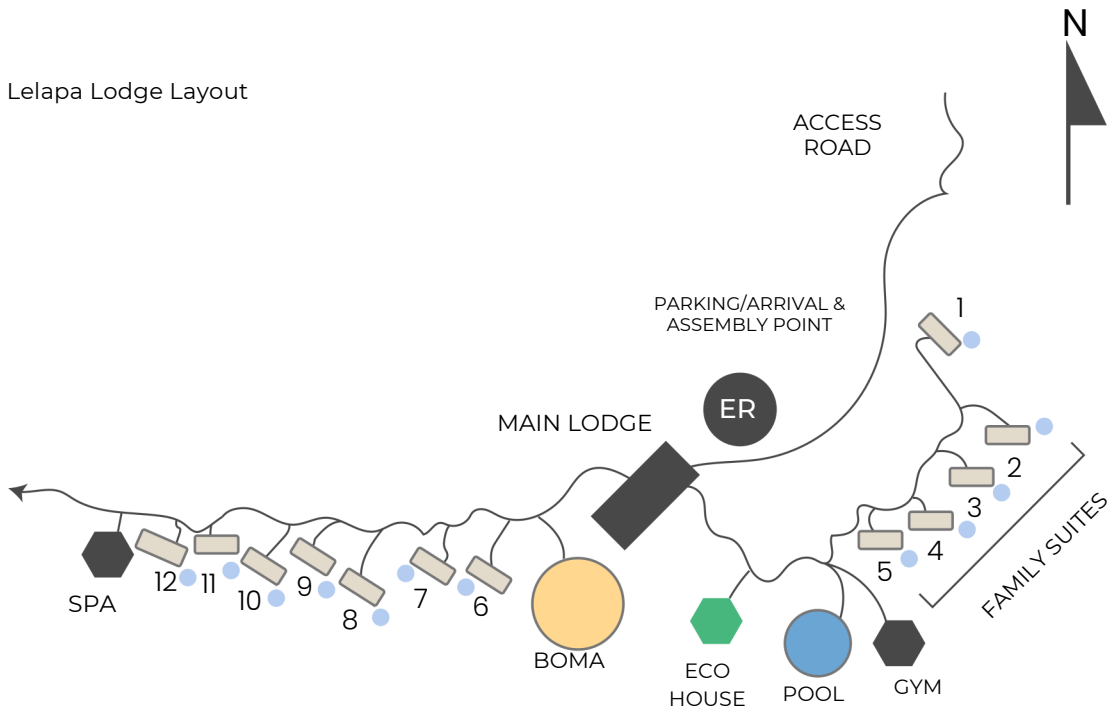 N
Lelapa Lodge Layout
ACCESS
ROAD
PARKING/ARRIVAL &
ASSEMBLY POINT
1
ER
MAIN LODGE
2
3
4
5
FAMILY SUITES
12
11
10
9
8
7
6
SPA
BOMA
ECO
HOUSE
POOL
GYM